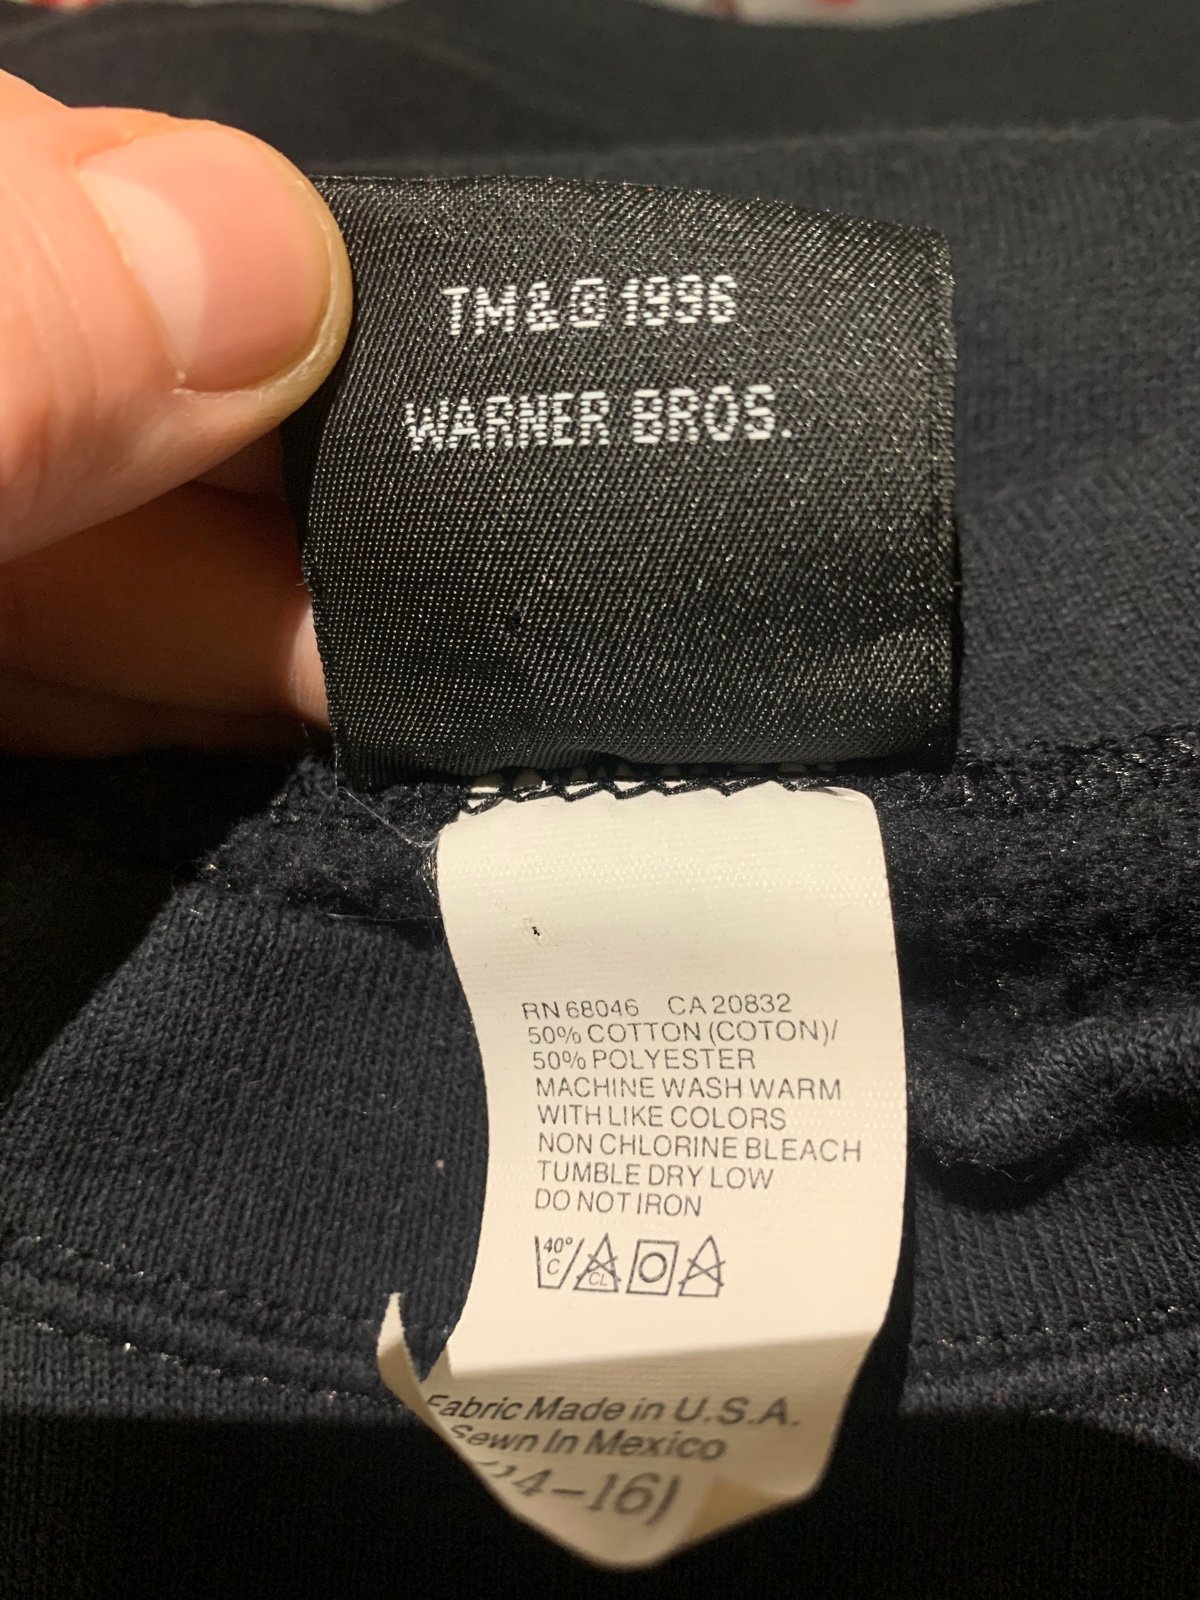 TM&©1996
WARNER BROS.
RN 68046 CA 20832
50% COTTON (COTON)/
50% POLYESTER
MACHINE WASH WARM
WITH LIKE COLORS
NON CHLORINE BLEACH
TUMBLE DRY LOW
DO NOT IRON
40° C CL
Fabric Made in U.S.A.
Sewn In Mexico
(14-16)